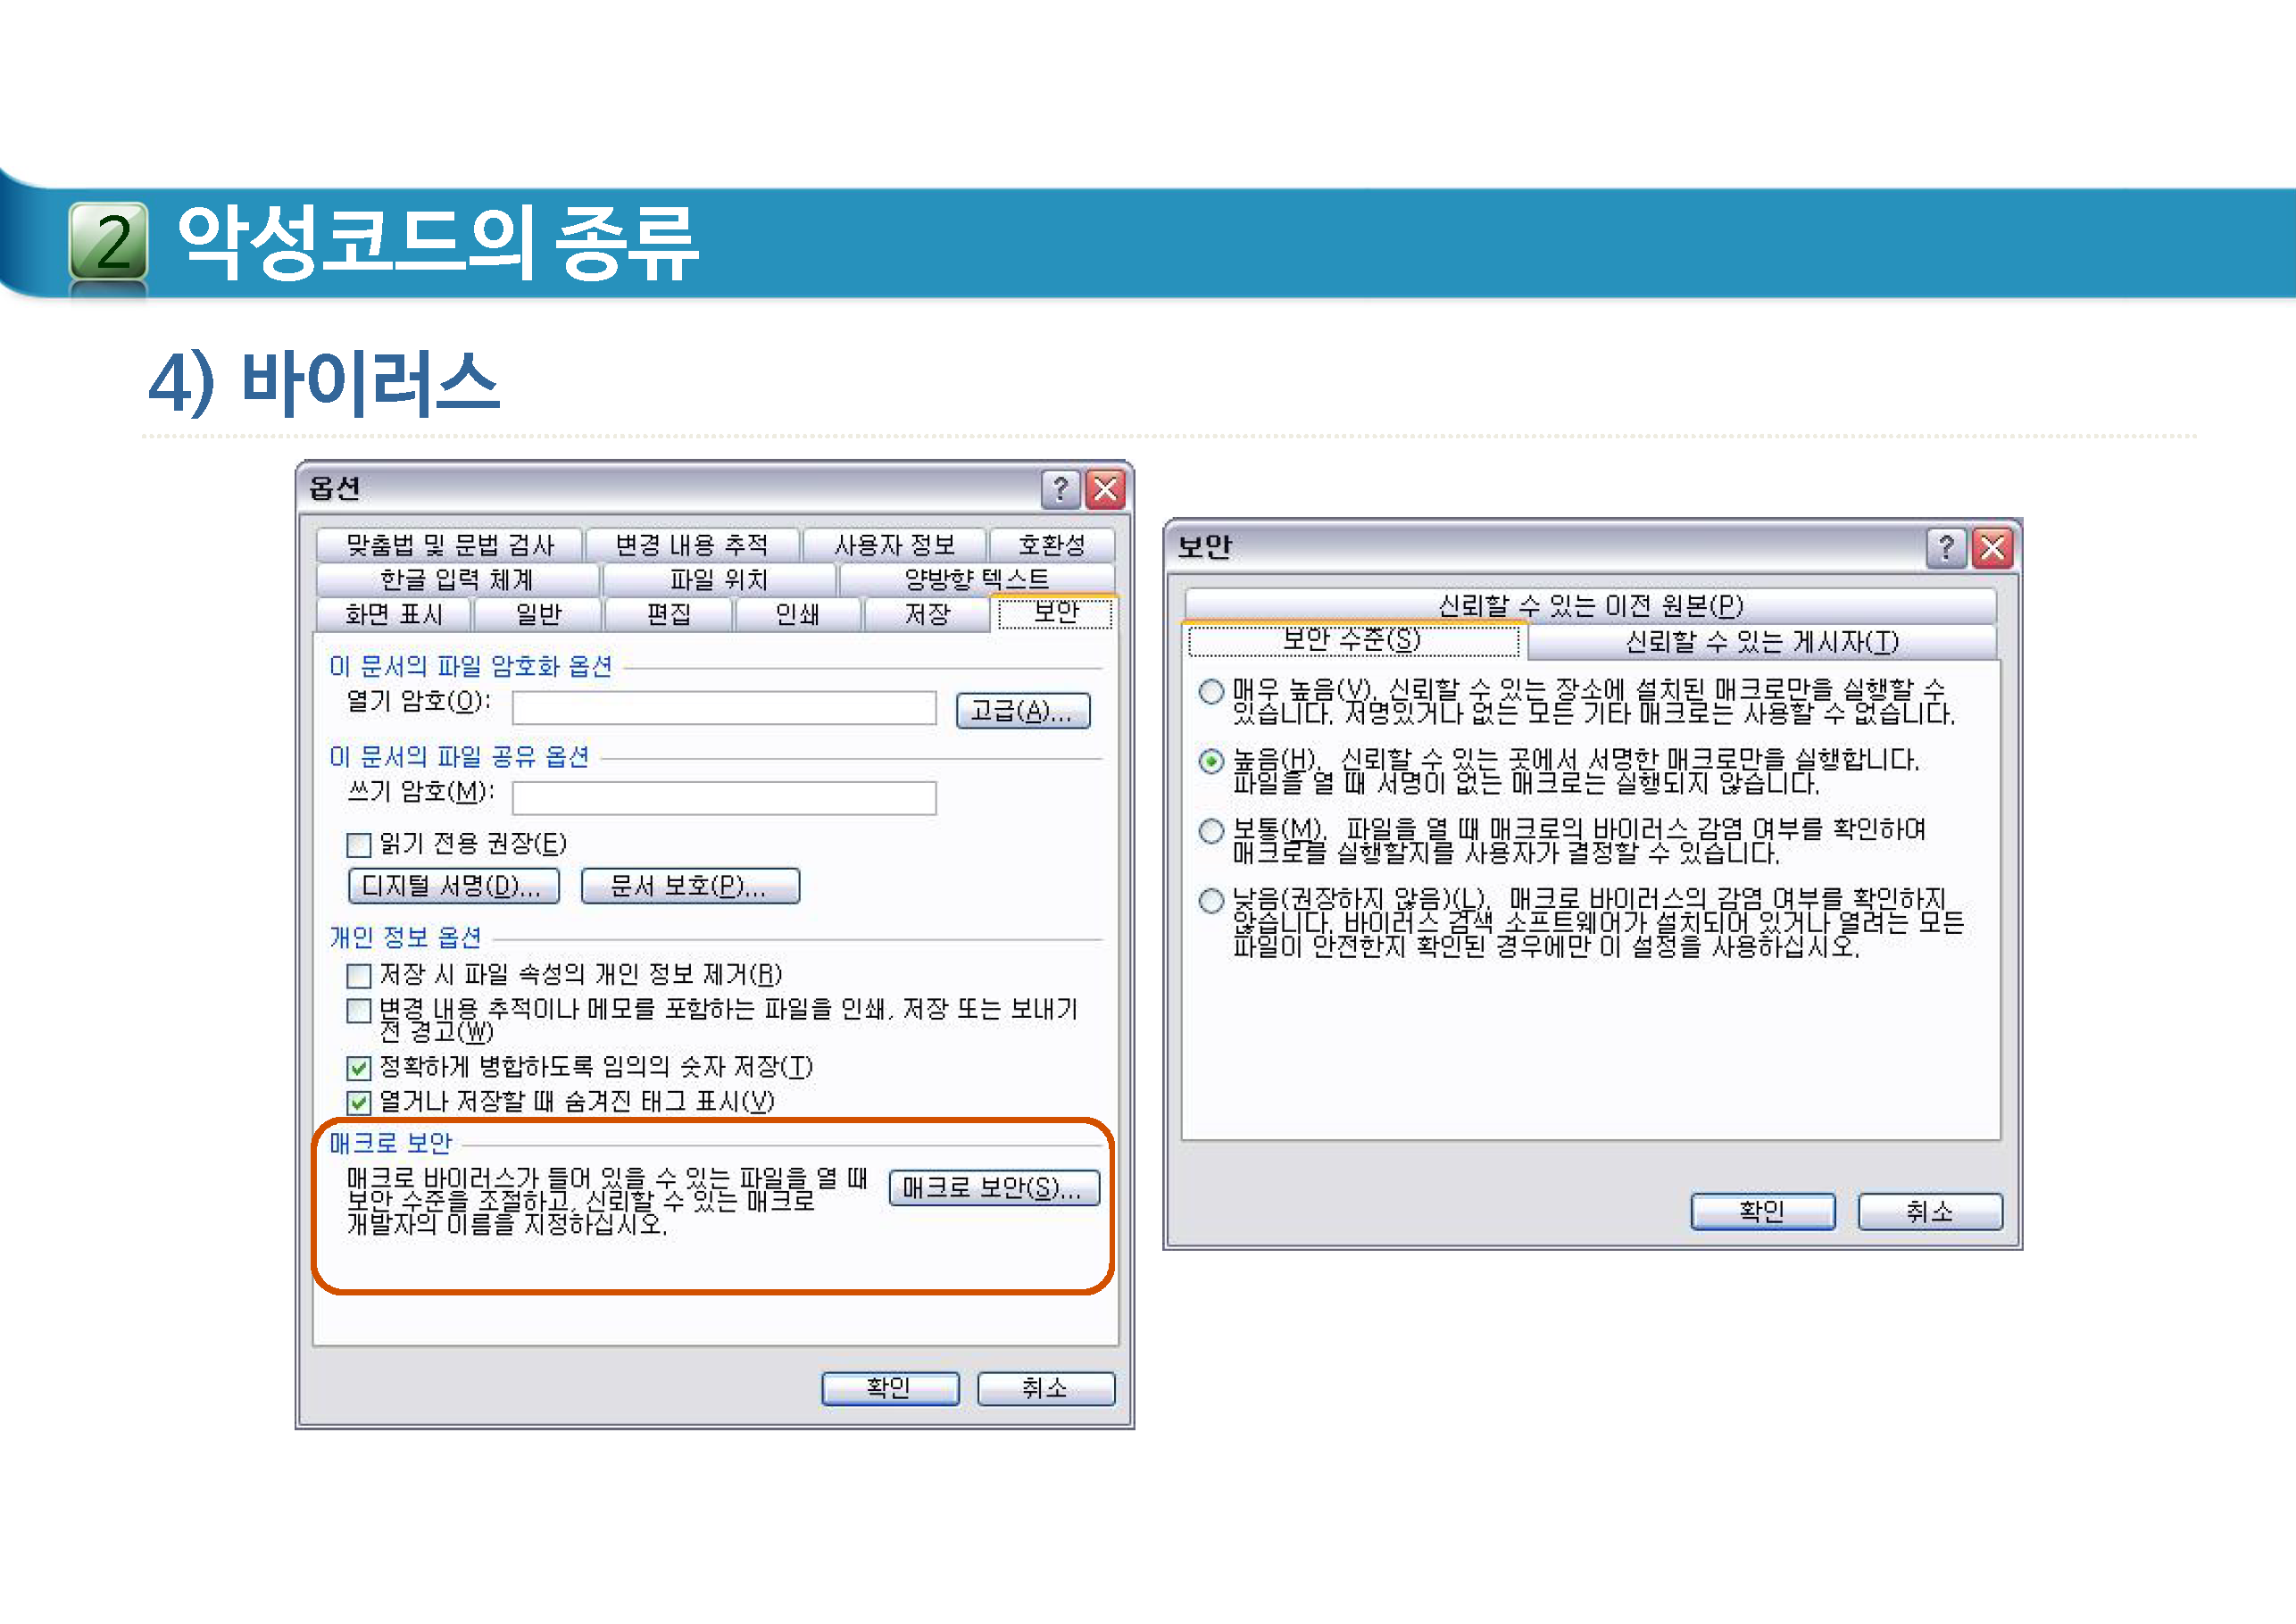 2 악성코드의 종류
4) 바이러스
옵션
맞춤법 및 문법 검사 변경 내용 추적 사용자 정보 호환성
한글 입력 체계 파일 위치 양방향 텍스트
화면 표시 일반 편집 인쇄 저장 보안
이 문서의 파일 암호화 옵션
열기 암호(O): 고급(A)...
이 문서의 파일 공유 옵션
쓰기 암호(M):
읽기 전용 권장(E)
디지털 서명(D)... 문서 보호(P)...
개인 정보 옵션
저장 시 파일 속성의 개인 정보 제거(R)
변경 내용 추적이나 메모를 포함하는 파일을 인쇄, 저장 또는 보내기
전 경고(W)
정확하게 병합하도록 임의의 숫자 저장(T)
열거나 저장할 때 숨겨진 태그 표시(V)
매크로 보안
매크로 바이러스가 들어 있을 수 있는 파일을 열 때
보안 수준을 조절하고, 신뢰할 수 있는 매크로
개발자의 이름을 지정하십시오.
매크로 보안(S)...
확인 취소
보안
신뢰할 수 있는 이전 원본(P)
보안 수준(S) 신뢰할 수 있는 게시자(T)
매우 높음(V). 신뢰할 수 있는 장소에 설치된 매크로만을 실행할 수
있습니다. 저명있거나 없는 모든 기타 매크로는 사용할 수 없습니다.
높음(H). 신뢰할 수 있는 곳에서 서명한 매크로만을 실행합니다.
파일을 열 때 서명이 없는 매크로는 실행되지 않습니다.
보통(M). 파일을 열 때 매크로의 바이러스 감염 여부를 확인하여
매크로를 실행할지를 사용자가 결정할 수 있습니다.
낮음(권장하지 않음)(L). 매크로 바이러스의 감염 여부를 확인하지
않습니다. 바이러스 검색 소프트웨어가 설치되어 있거나 열려는 모든
파일이 안전한지 확인된 경우에만 이 설정을 사용하십시오.
확인 취소